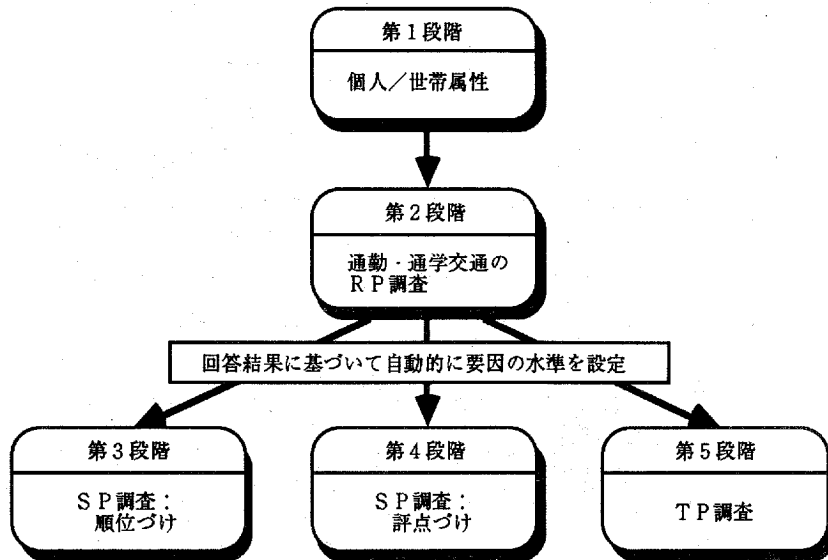 第1段階
個人／世帯属性
第2段階
通勤・通学交通の
ＲＰ調査
回答結果に基づいて自動的に要因の水準を設定
第3段階
ＳＰ調査：
順位づけ
第4段階
ＳＰ調査：
評点づけ
第5段階
ＴＰ調査